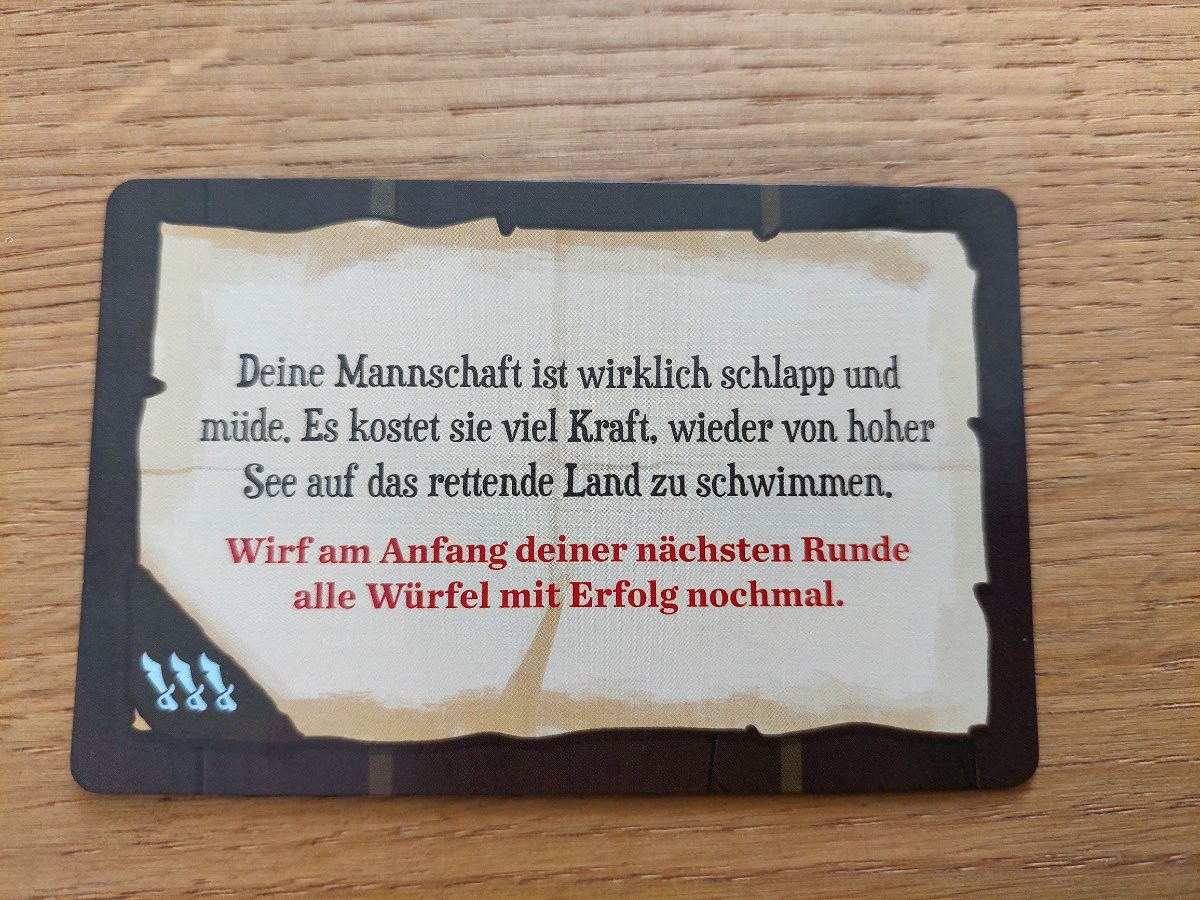 Deine Mannschaft ist wirklich schlapp und
müde. Es kostet sie viel Kraft, wieder von hoher
See auf das rettende Land zu schwimmen.
Wirf am Anfang deiner nächsten Runde
alle Würfel mit Erfolg nochmal.